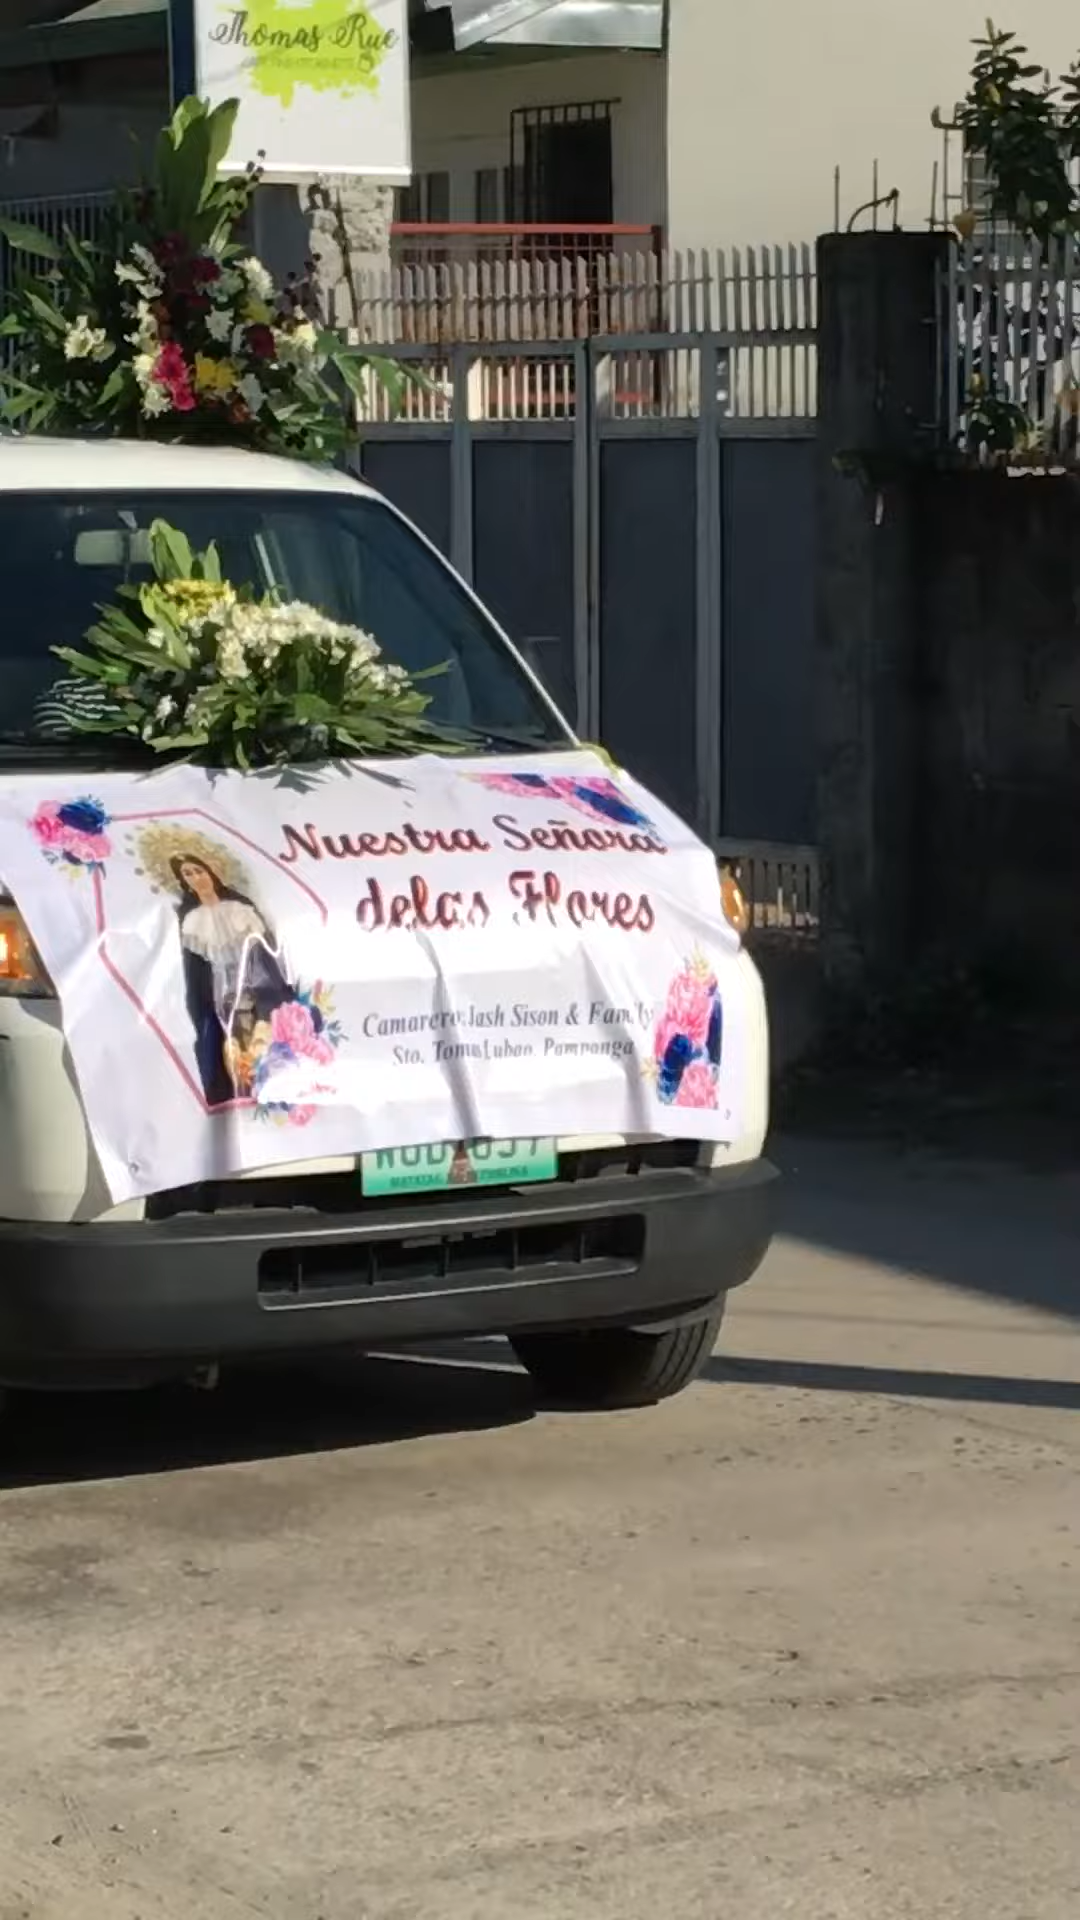 Thomas Rue
Nuestra Señora
delas Flores
Camarero: Jash Sison & Family
Sto. Tomas Lubao, Pampanga